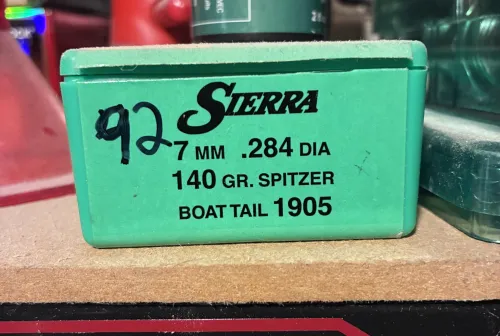 SIERRA
92
7 MM .284 DIA
140 GR. SPITZER
BOAT TAIL 1905